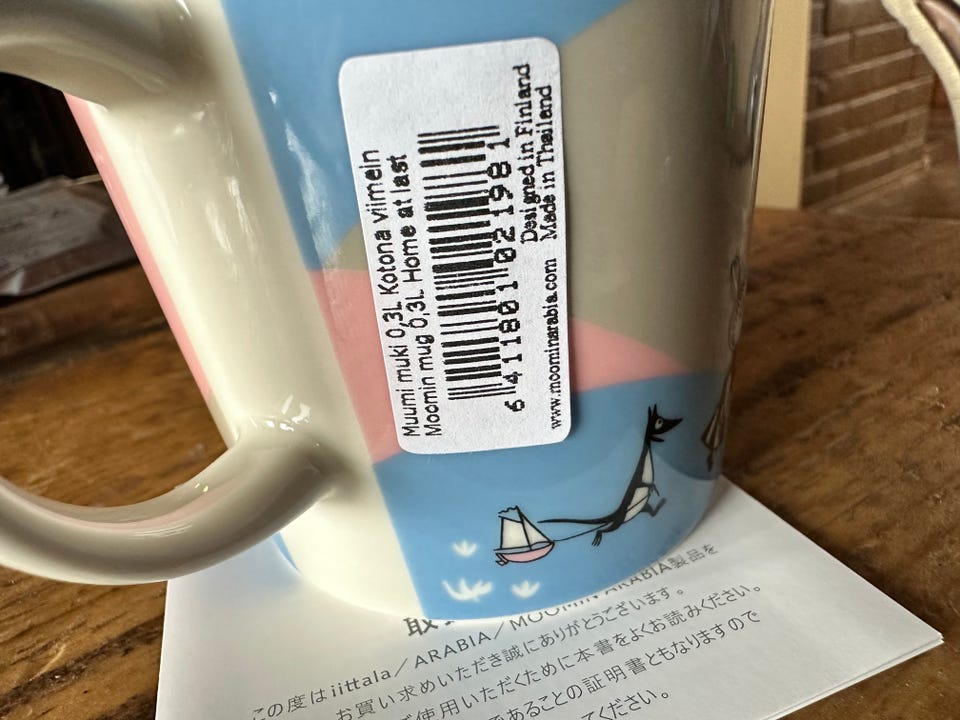 Muumi muki 0,3L Kotona viimein
Moomin mug 0,3L Home at last
6 411801 021981
www.moominarabia.com
Designed in Finland
Made in Thailand
取
この度はiittala／ARABIA／MOOMIN ARABIA製品を
お買い求めいただき誠にありがとうございます。
ご使用いただくために本書をよくお読みください。
であることの証明書ともなりますので
てください。